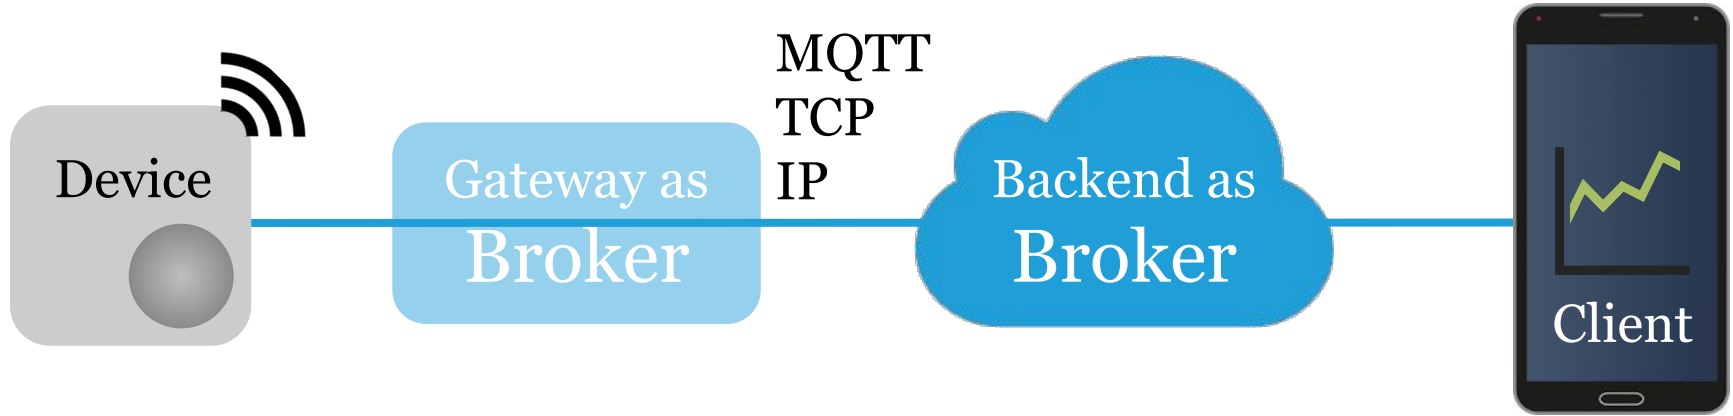 Device
Gateway as
Broker
MQTT
TCP
IP
Backend as
Broker
Client